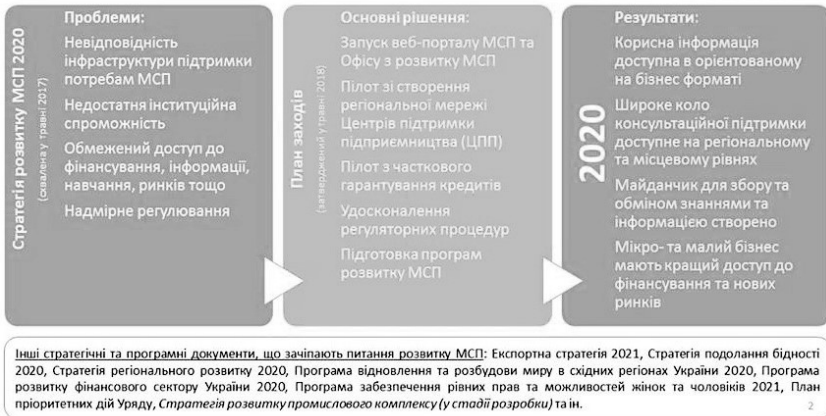 Стратегія розвитку МСП 2020
(схвалена у травні 2017)
Проблеми:
Невідповідність
інфраструктури підтримки
потребам МСП
Недостатня інституційна
спроможність
Обмежений доступ до
фінансування, інформації,
навчання, ринків тощо
Надмірне регулювання
План заходів
(затверджений у травні 2018)
Основні рішення:
Запуск веб-порталу МСП та
Офісу з розвитку МСП
Пілот зі створення
регіональної мережі
Центрів підтримки
підприємництва (ЦПП)
Пілот з часткового
гарантування кредитів
Удосконалення
регуляторних процедур
Підготовка програм
розвитку МСП
2020
Результати:
Корисна інформація
доступна в орієнтованому
на бізнес форматі
Широке коло
консультаційної підтримки
доступне на регіональному
та місцевому рівнях
Майданчик для збору та
обміном знаннями та
інформацією створено
Мікро- та малий бізнес
мають кращий доступ до
фінансування та нових
ринків
Інші стратегічні та програмні документи, що зачіпають питання розвитку МСП: Експортна стратегія 2021, Стратегія подолання бідності
2020, Стратегія регіонального розвитку 2020, Програма відновлення та розбудови миру в східних регіонах України 2020, Програма
розвитку фінансового сектору України 2020, Програма забезпечення рівних прав та можливостей жінок та чоловіків 2021, План
пріоритетних дій Уряду, Стратегія розвитку промислового комплексу (у стадії розробки) та ін.
2